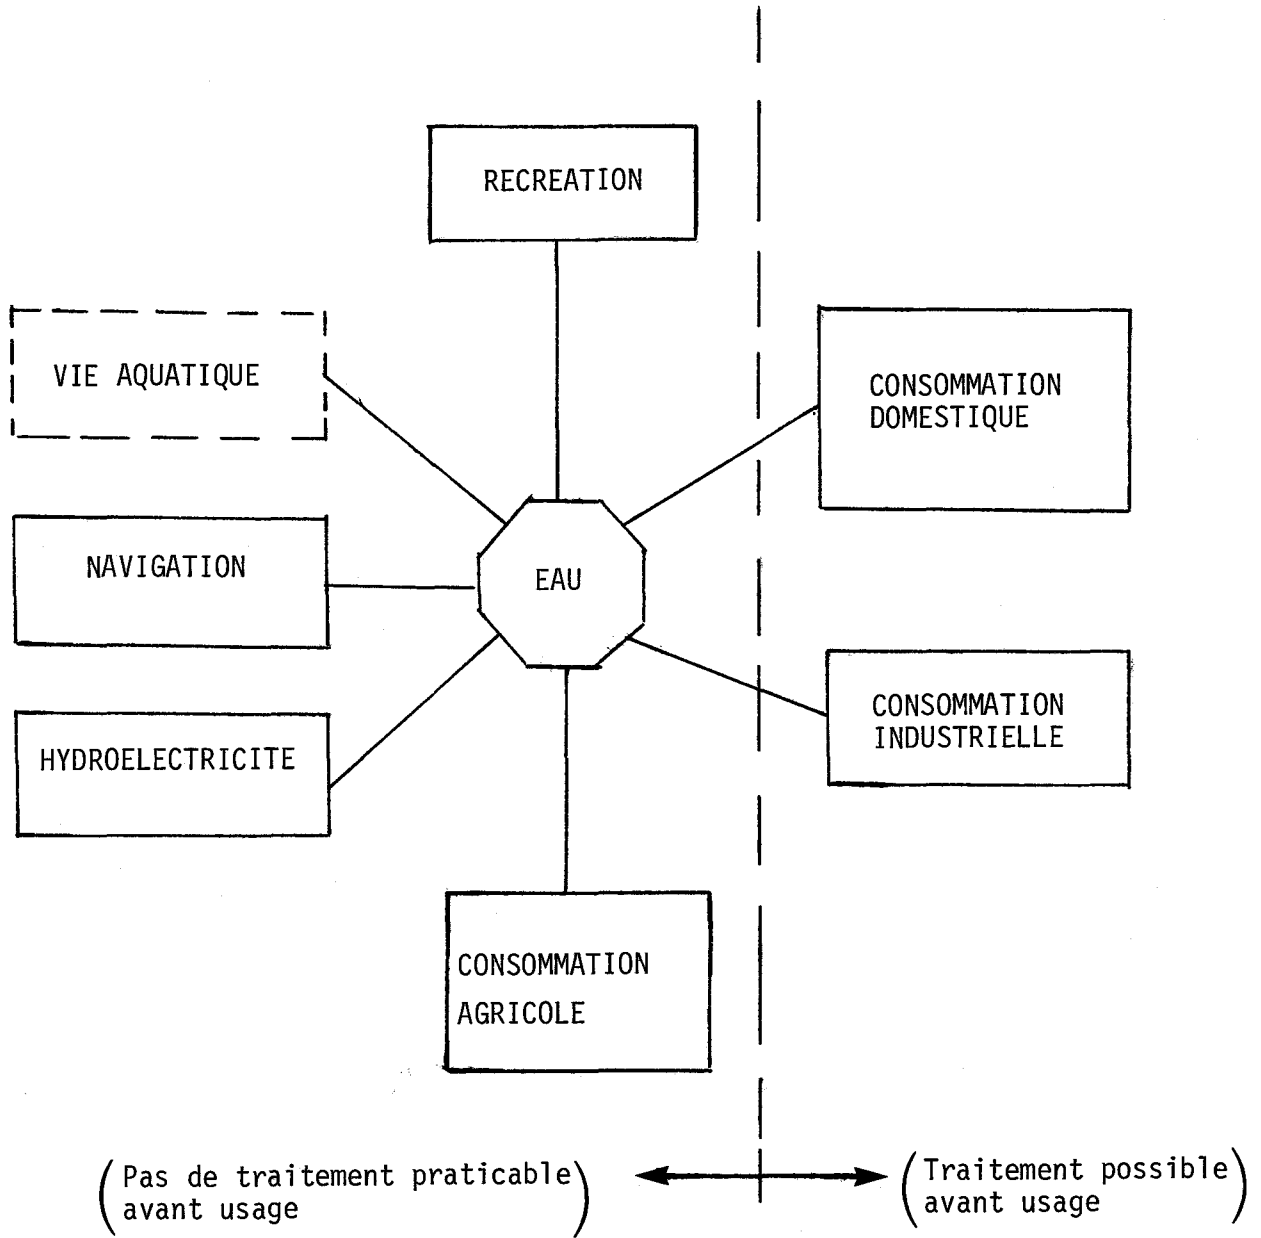 RECREATION
VIE AQUATIQUE
CONSOMMATION
DOMESTIQUE
NAVIGATION
EAU
HYDROELECTRICITE
CONSOMMATION
INDUSTRIELLE
CONSOMMATION
AGRICOLE
(Pas de traitement praticable
avant usage)
(Traitement possible
avant usage)